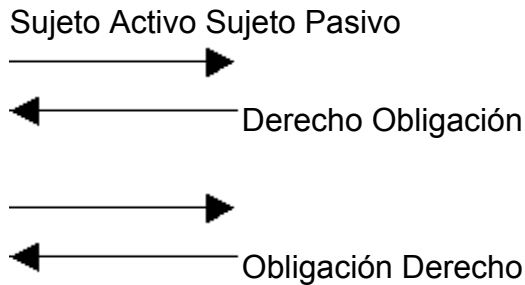 Sujeto Activo Sujeto Pasivo
Derecho Obligación
Obligación Derecho